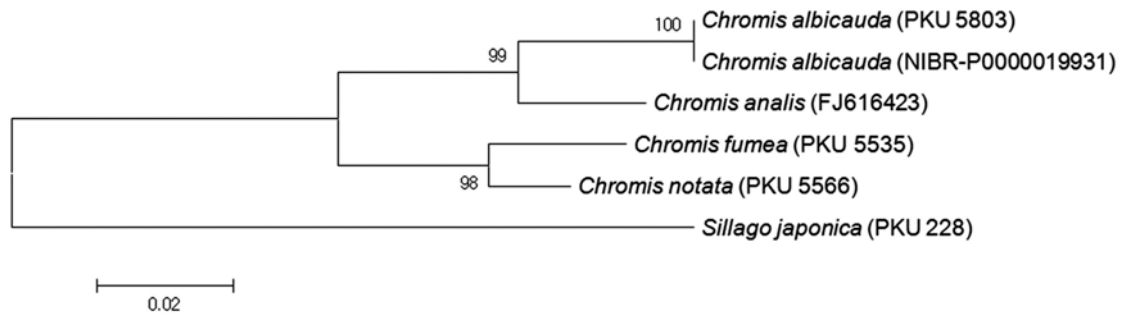 100
Chromis albicauda (PKU 5803)
Chromis albicauda (NIBR-P0000019931)
99
Chromis analis (FJ616423)
Chromis fumea (PKU 5535)
98
Chromis notata (PKU 5566)
Sillago japonica (PKU 228)
0.02